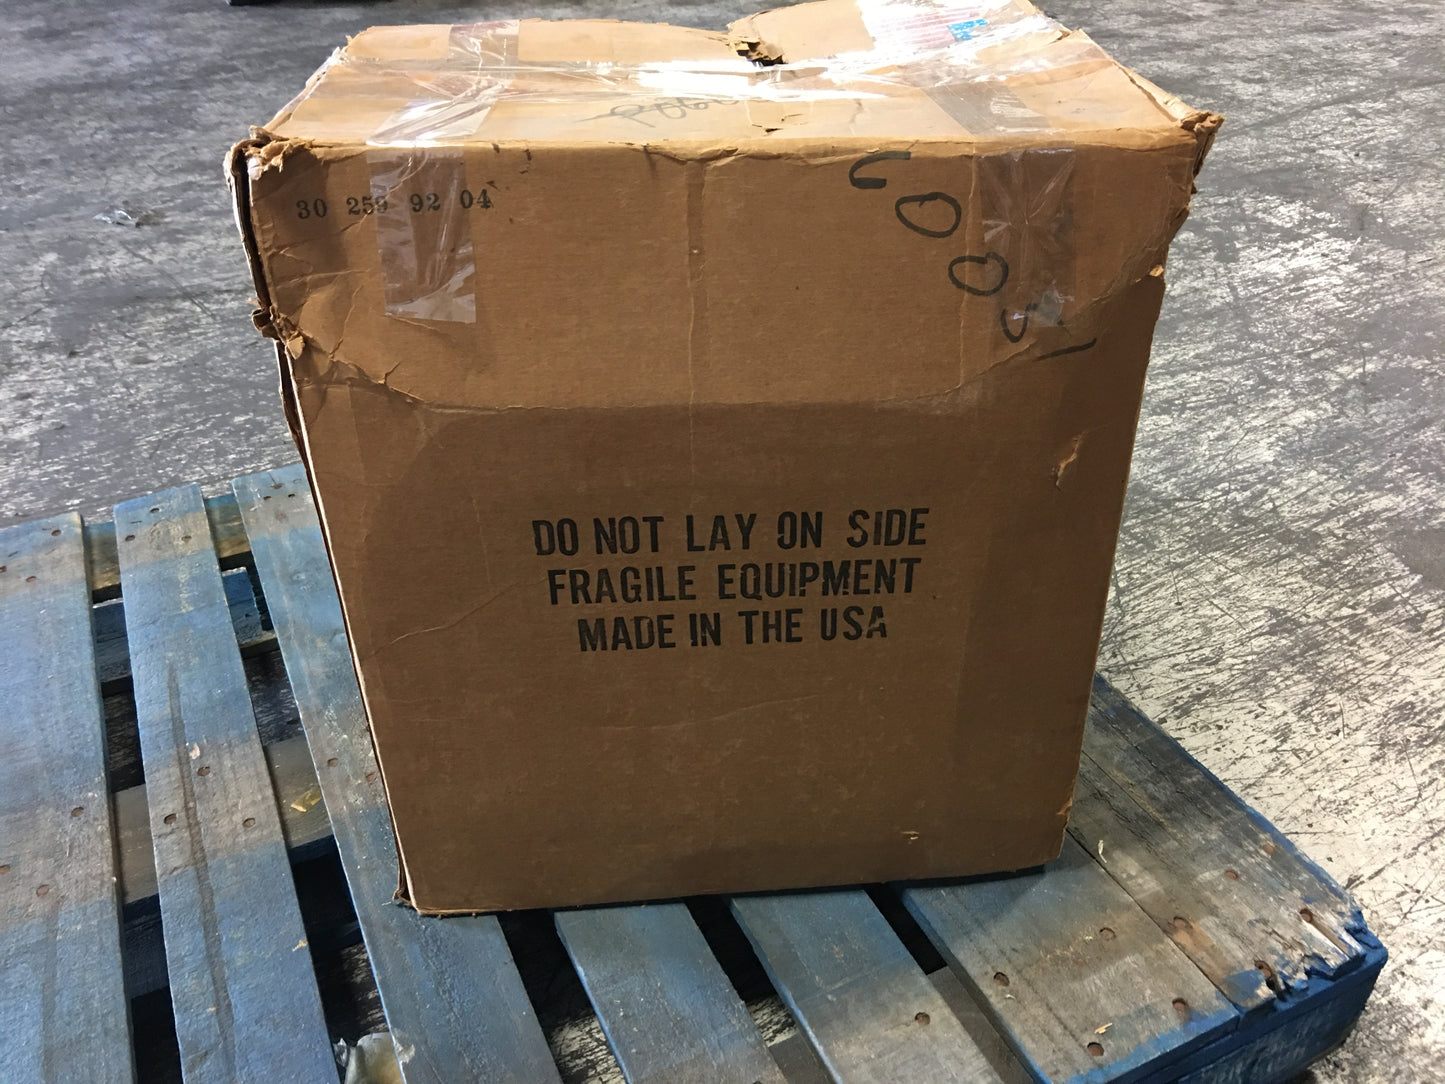 30 259 92 04
DO NOT LAY ON SIDE
FRAGILE EQUIPMENT
MADE IN THE USA